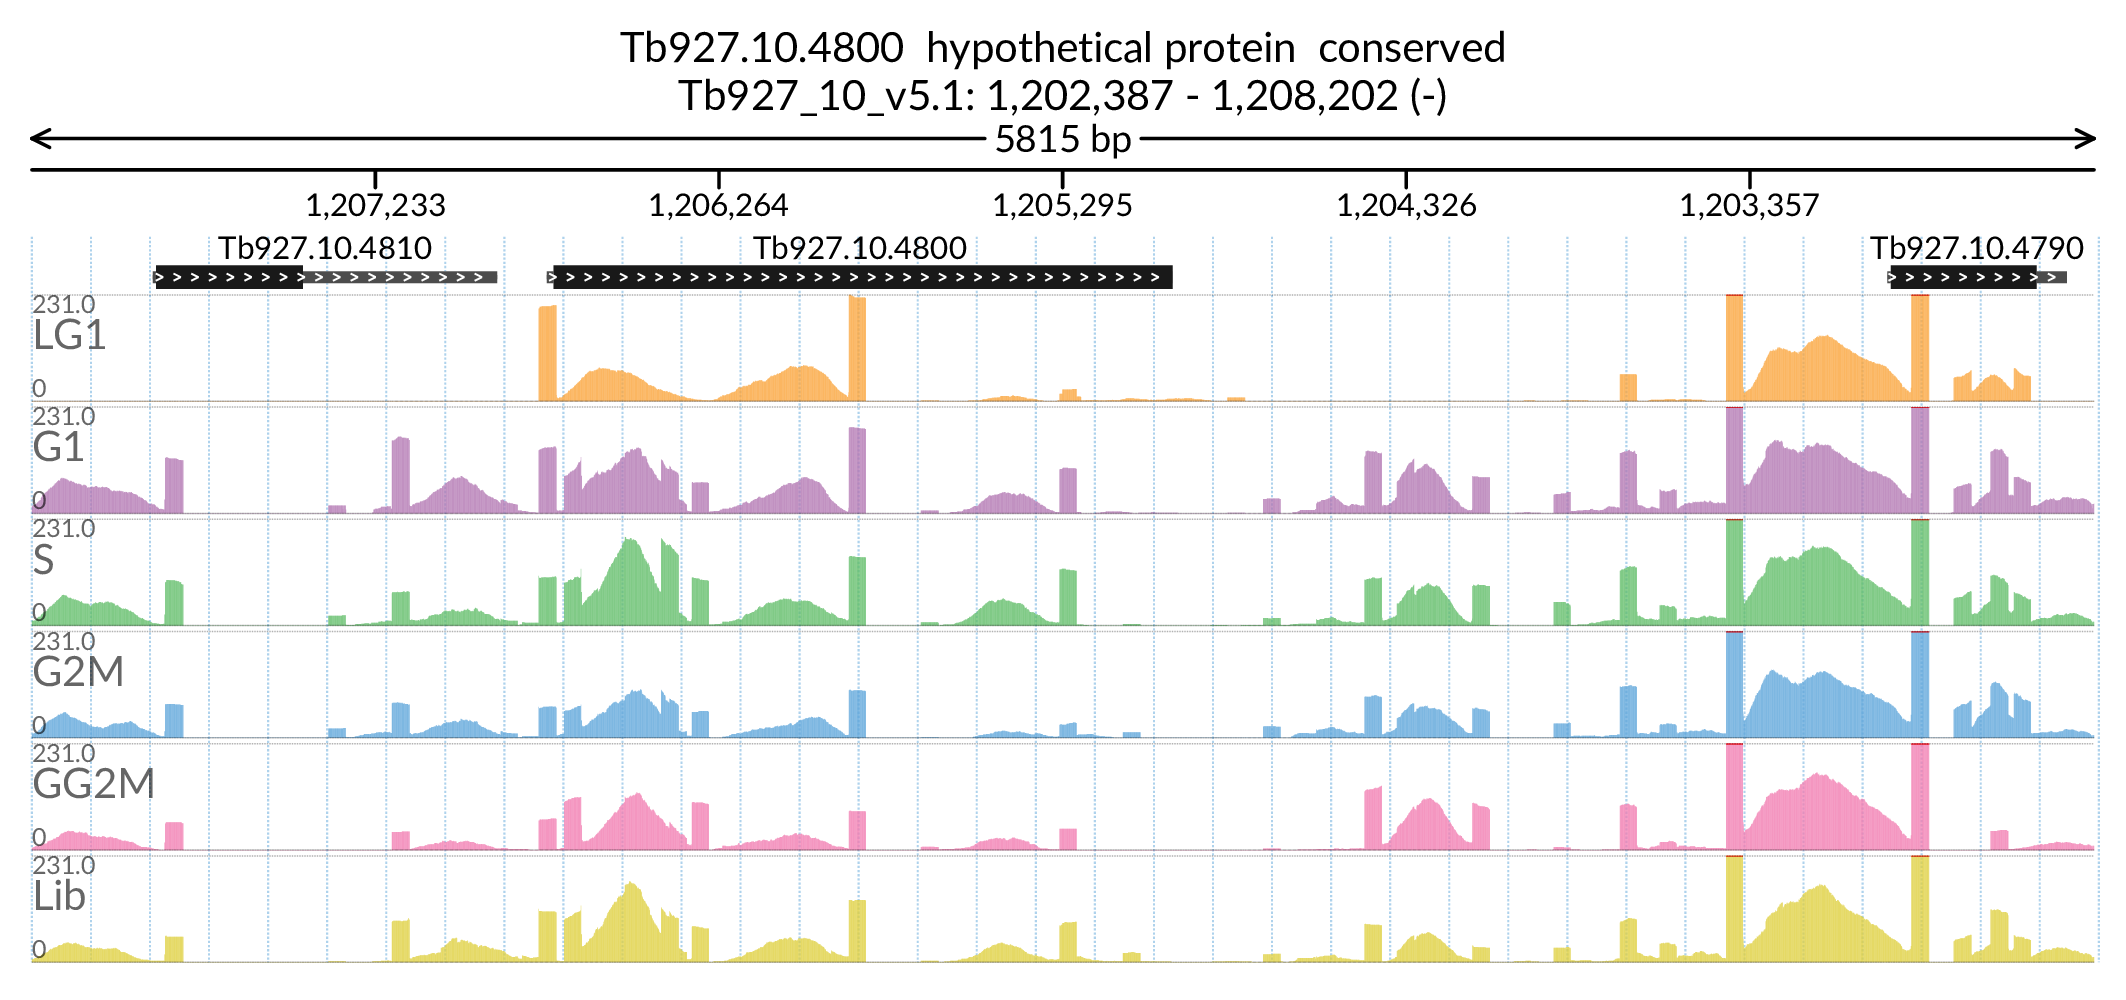 Tb927.10.4800 hypothetical protein conserved
Tb927_10_v5.1: 1,202,387 - 1,208,202 (-)
5815 bp
1,207,233 1,206,264 1,205,295 1,204,326 1,203,357
Tb927.10.4810 Tb927.10.4800 Tb927.10.4790
231.0
LG1
0
231.0
G1
0
231.0
S
0
231.0
G2M
0
231.0
GG2M
0
231.0
Lib
0